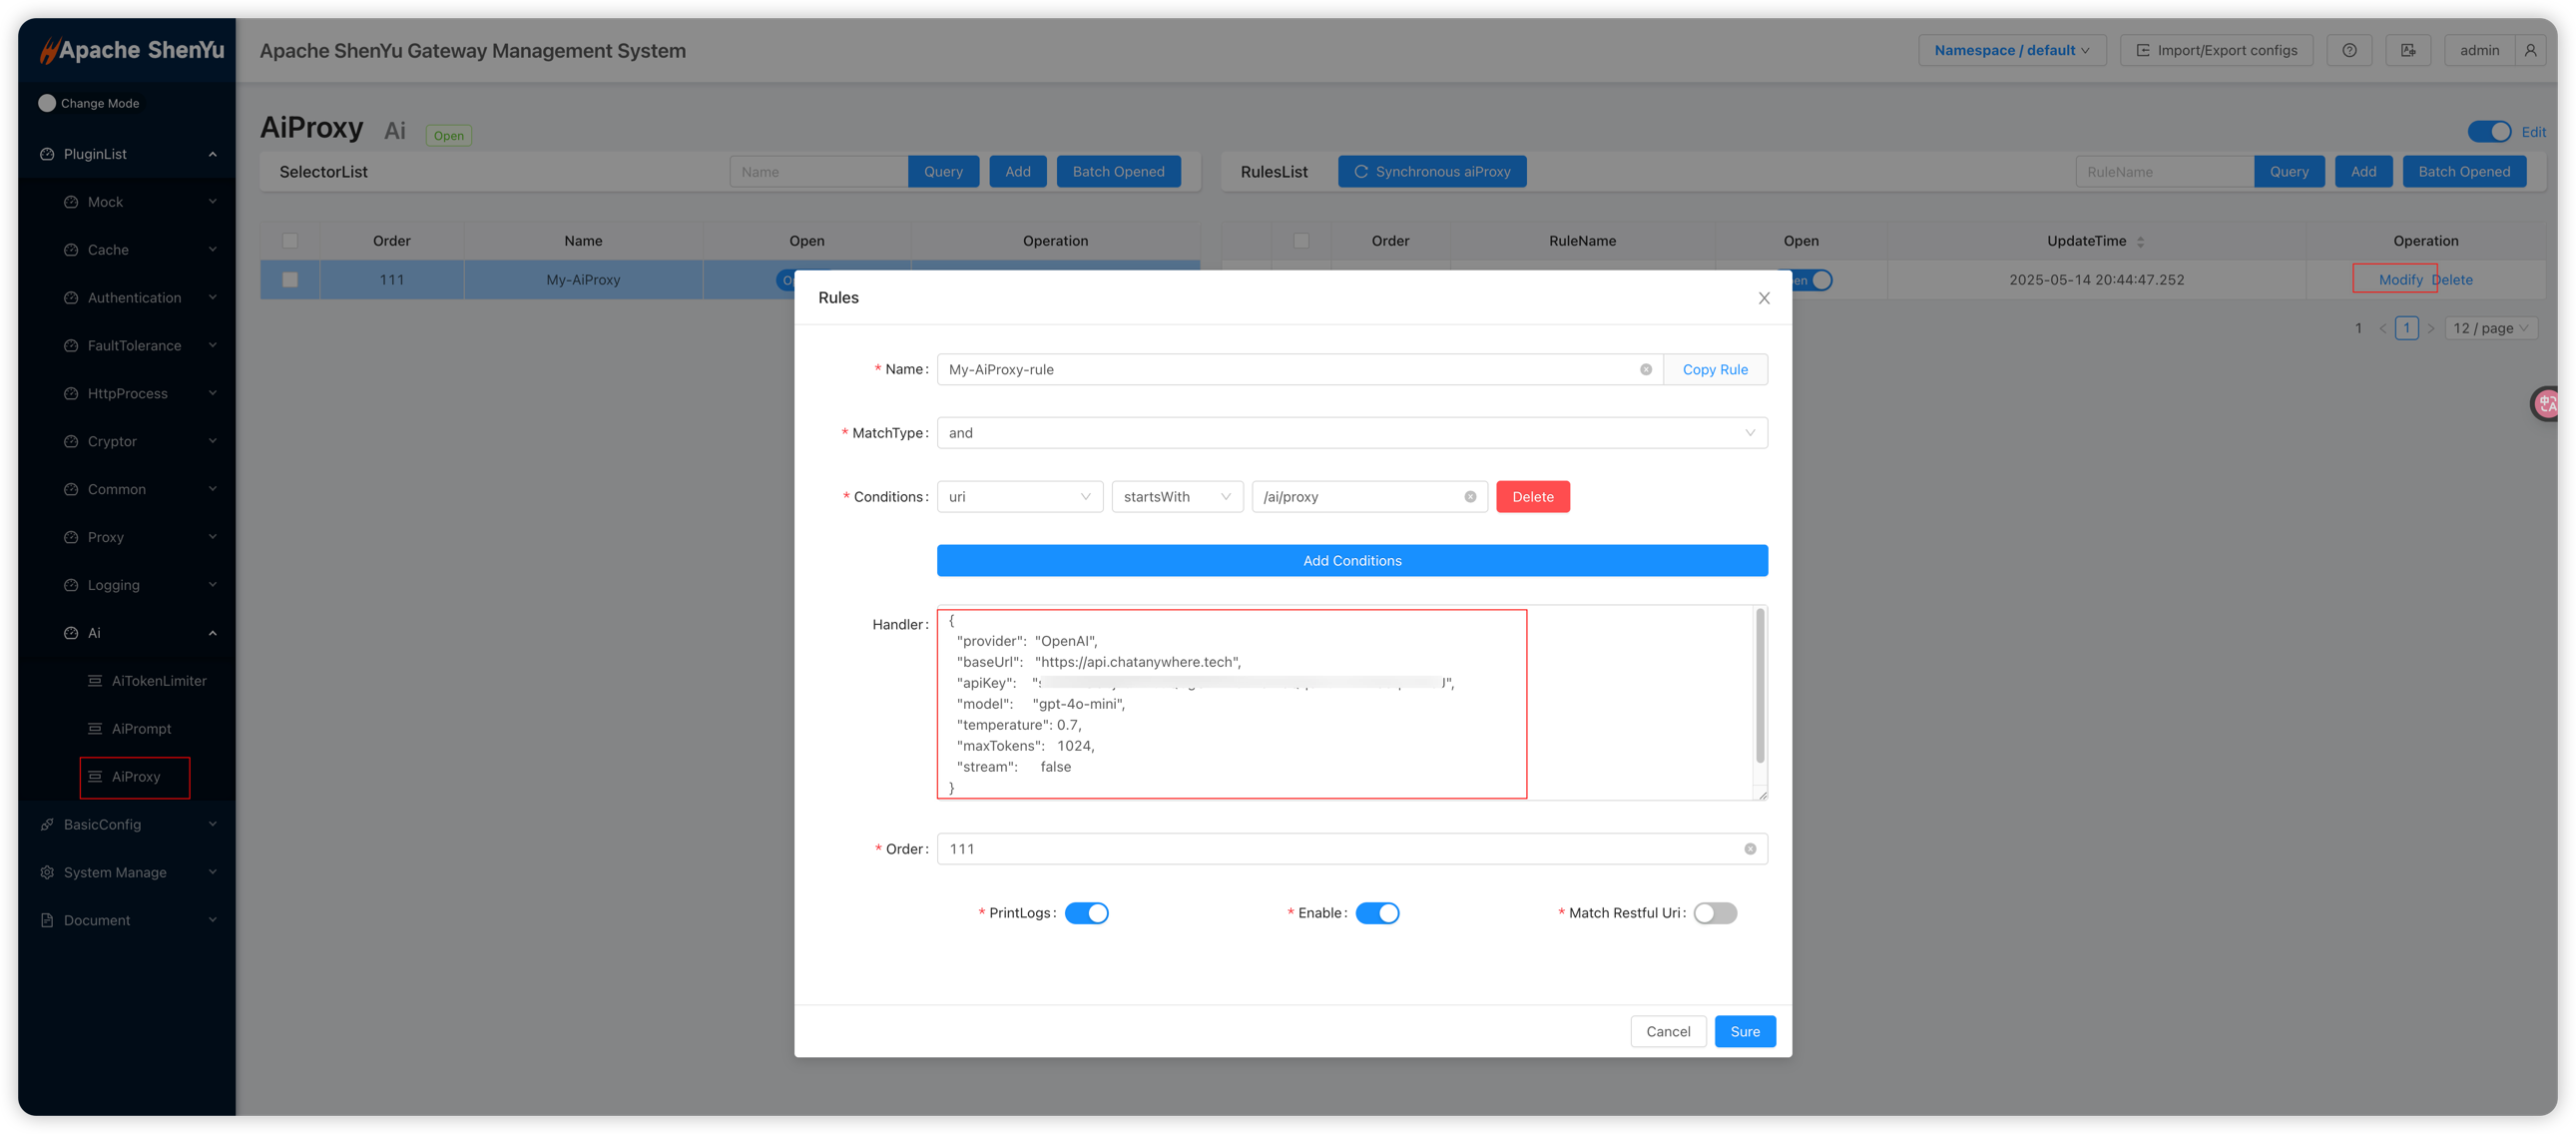 Apache ShenYu
Apache ShenYu Gateway Management System
Namespace / default
Import/Export configs
admin
Change Mode
PluginList
Mock
Cache
Authentication
FaultTolerance
HttpProcess
Cryptor
Common
Proxy
Logging
Ai
AiTokenLimiter
AiPrompt
AiProxy
BasicConfig
System Manage
Document
AiProxy Ai Open
Edit
SelectorList Name Query Add Batch Opened
RulesList Synchronous aiProxy RuleName Query Add Batch Opened
Order Name Open Operation
111 My-AiProxy
Order RuleName Open UpdateTime Operation
2025-05-14 20:44:47.252 Modify Delete
1 < 1 > 12 / page
Rules
* Name: My-AiProxy-rule Copy Rule
* MatchType: and
* Conditions: uri startsWith /ai/proxy Delete
Add Conditions
Handler: {
"provider": "OpenAI",
"baseUrl": "https://api.chatanywhere.tech",
"apiKey":
"model": "gpt-4o-mini",
"temperature": 0.7,
"maxTokens": 1024,
"stream": false
}
* Order: 111
* PrintLogs: * Enable: * Match Restful Uri:
Cancel Sure